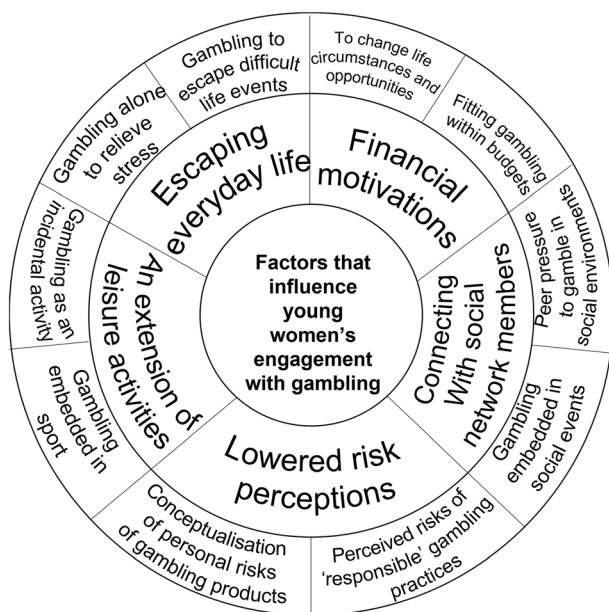 Factors that
influence
young
women's
engagement
with gambling
Financial
motivations
To change life
circumstances and
opportunities
Fitting gambling
within budgets
Connecting
With social
network members
Peer pressure
to gamble in
social environments
Gambling
embedded in
social events
Lowered risk
perceptions
Perceived risks of
‘responsible’ gambling
practices
Conceptualisation
of personal risks
of gambling products
An extension of
leisure activities
Gambling
embedded in
sport
Gambling as an
incidental activity
Escaping
everyday life
Gambling alone
to relieve
stress
Gambling to
escape difficult
life events